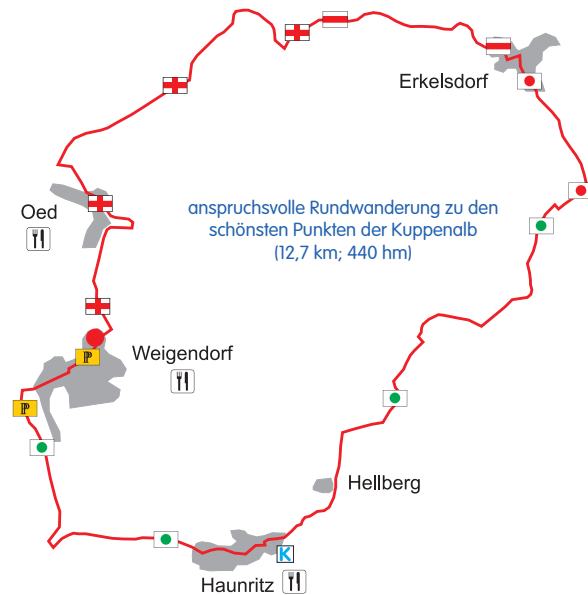 Erkelsdorf
anspruchsvolle Rundwanderung zu den
schönsten Punkten der Kuppenalb
(12,7 km; 440 hm)
Oed
Weigendorf
P
P
Hellberg
K
Haunritz